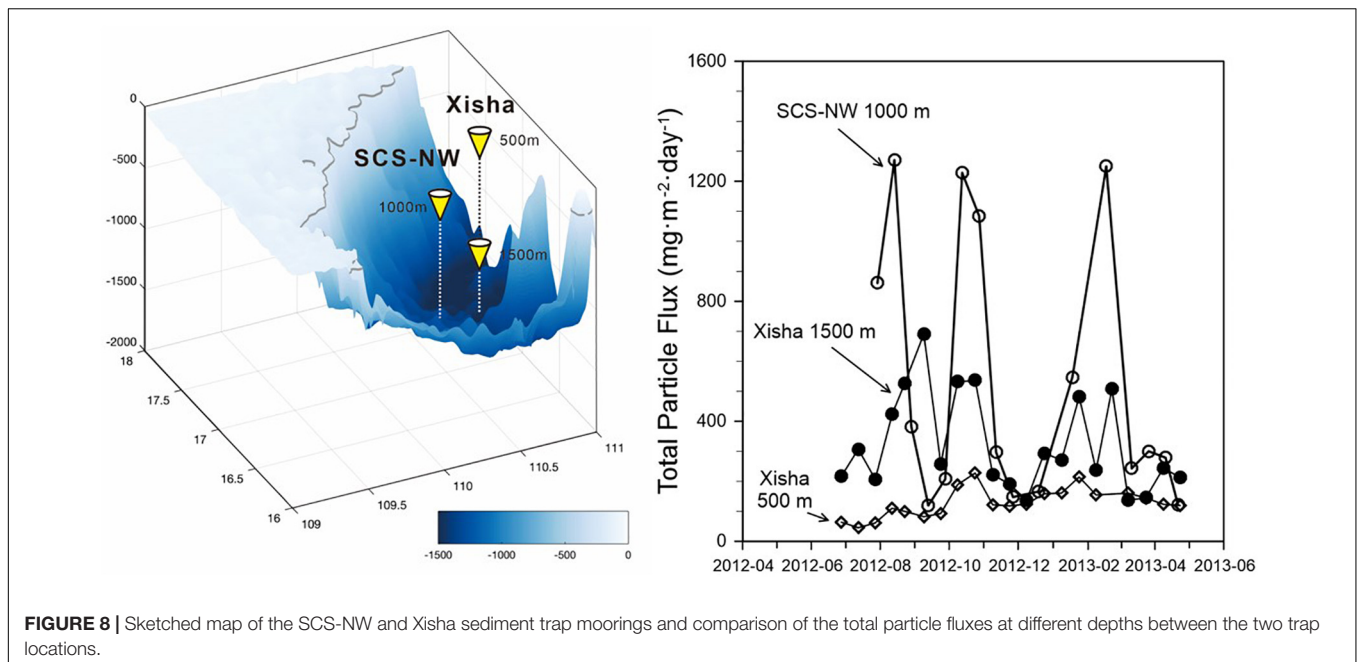 Xisha
500m
SCS-NW
1000m
1500m
0
-500
-1000
-1500
-2000
18
17.5
17
16.5
16
109
109.5
110
110.5
111
-1500
-1000
-500
0
Total Particle Flux (mg·m⁻²·day⁻¹)
1600
1200
800
400
0
SCS-NW 1000 m
Xisha 1500 m
Xisha
500 m
2012-04 2012-06 2012-08 2012-10 2012-12 2013-02 2013-04 2013-06
FIGURE 8 | Sketched map of the SCS-NW and Xisha sediment trap moorings and comparison of the total particle fluxes at different depths between the two trap
locations.